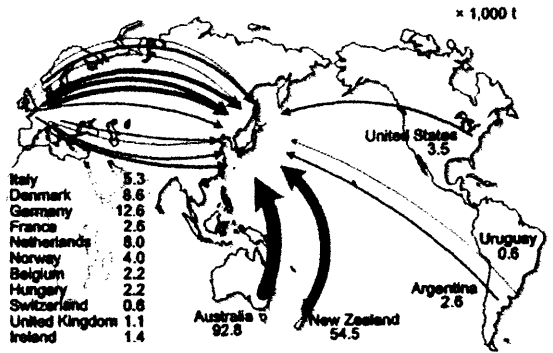 × 1,000 t
United States
3.5
Italy 5.3
Denmark 8.6
Germany 12.6
France 2.6
Netherlands 8.0
Norway 4.0
Belgium 2.2
Hungary 2.2
Switzerland 0.6
United Kingdom 1.1
Ireland 1.4
Australia
92.8
New Zealand
54.5
Argentina
2.6
Uruguay
0.6